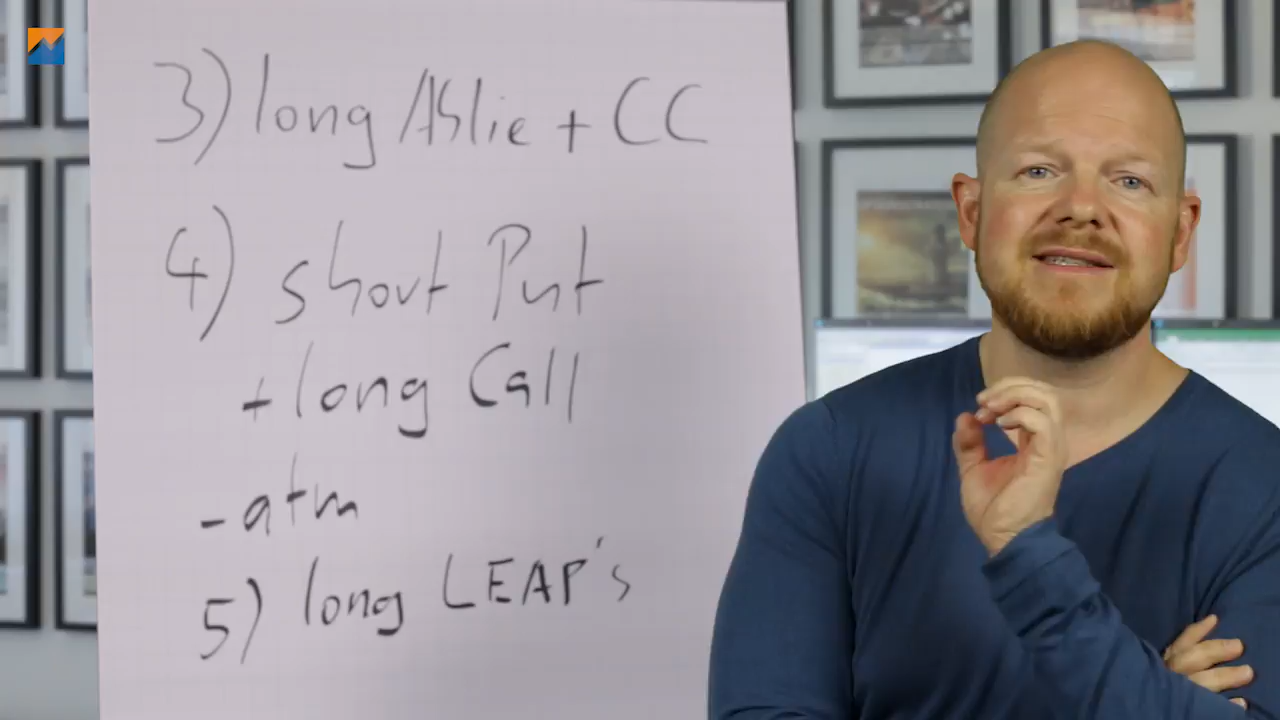 3) long Aktie + CC
4) short Put
+ long Call
- atm
5) long LEAP's